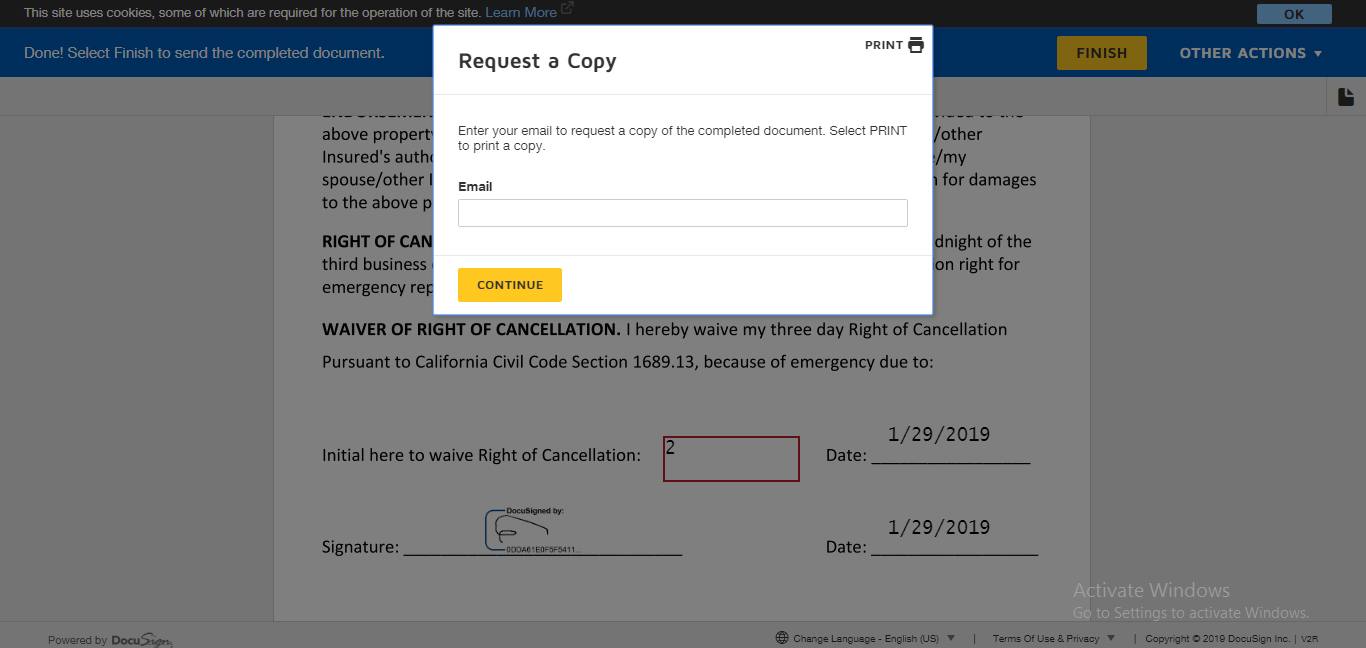 This site uses cookies, some of which are required for the operation of the site. Learn More
OK
Done! Select Finish to send the completed document.
FINISH
OTHER ACTIONS
PRINT
Request a Copy
Enter your email to request a copy of the completed document. Select PRINT
to print a copy.
Email
CONTINUE
above property
/other
Insured's autho
e/my
spouse/other I
n for damages
to the above p
RIGHT OF CAN
dnight of the
third business
on right for
emergency rep
WAIVER OF RIGHT OF CANCELLATION. I hereby waive my three day Right of Cancellation
Pursuant to California Civil Code Section 1689.13, because of emergency due to:
1/29/2019
Initial here to waive Right of Cancellation: 2 Date:
DocuSigned by:
1/29/2019
0DDA61E0F5F5411...
Signature: Date:
Activate Windows
Go to Settings to activate Windows.
Powered by DocuSign
Change Language - English (US) | Terms Of Use & Privacy | Copyright © 2019 DocuSign Inc. | V2R